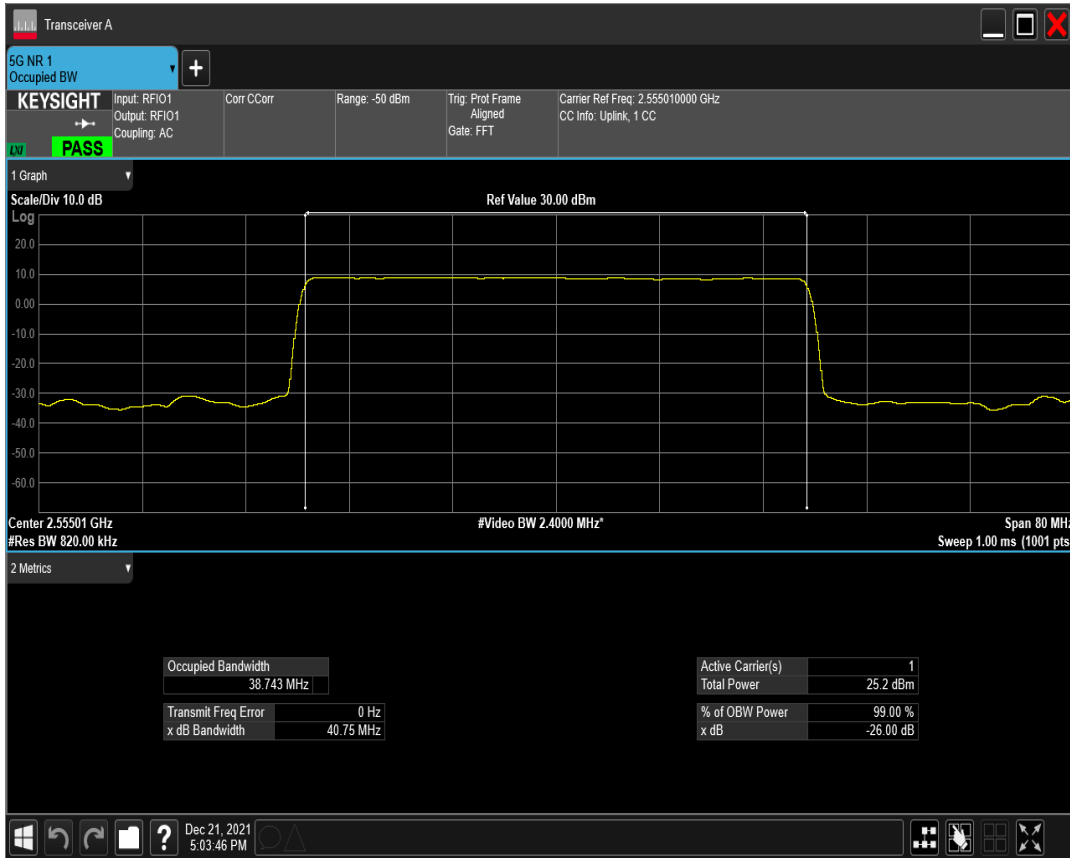 Transceiver A
5G NR 1
Occupied BW
+
KEYSIGHT
Input: RFIO1
Output: RFIO1
Coupling: AC
Corr CCorr
Range: -50 dBm
Trig: Prot Frame
Aligned
Gate: FFT
Carrier Ref Freq: 2.555010000 GHz
CC Info: Uplink, 1 CC
LXI
PASS
1 Graph
Scale/Div 10.0 dB
Ref Value 30.00 dBm
Log
20.0
10.0
0.00
-10.0
-20.0
-30.0
-40.0
-50.0
-60.0
Center 2.55501 GHz
#Video BW 2.4000 MHz*
Span 80 MHz
#Res BW 820.00 kHz
Sweep 1.00 ms (1001 pts
2 Metrics
Occupied Bandwidth
38.743 MHz
Transmit Freq Error 0 Hz
x dB Bandwidth 40.75 MHz
Active Carrier(s) 1
Total Power 25.2 dBm
% of OBW Power 99.00 %
x dB -26.00 dB
?
Dec 21, 2021
5:03:46 PM